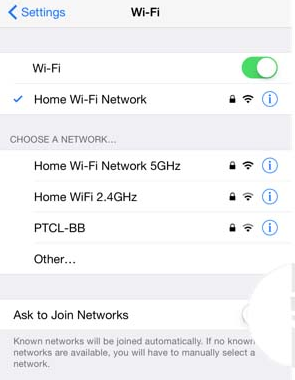 Settings
Wi-Fi
Wi-Fi
Home Wi-Fi Network
CHOOSE A NETWORK...
Home Wi-Fi Network 5GHz
Home WiFi 2.4GHz
PTCL-BB
Other...
Ask to Join Networks
Known networks will be joined automatically. If no known
networks are available, you will have to manually select a
network.